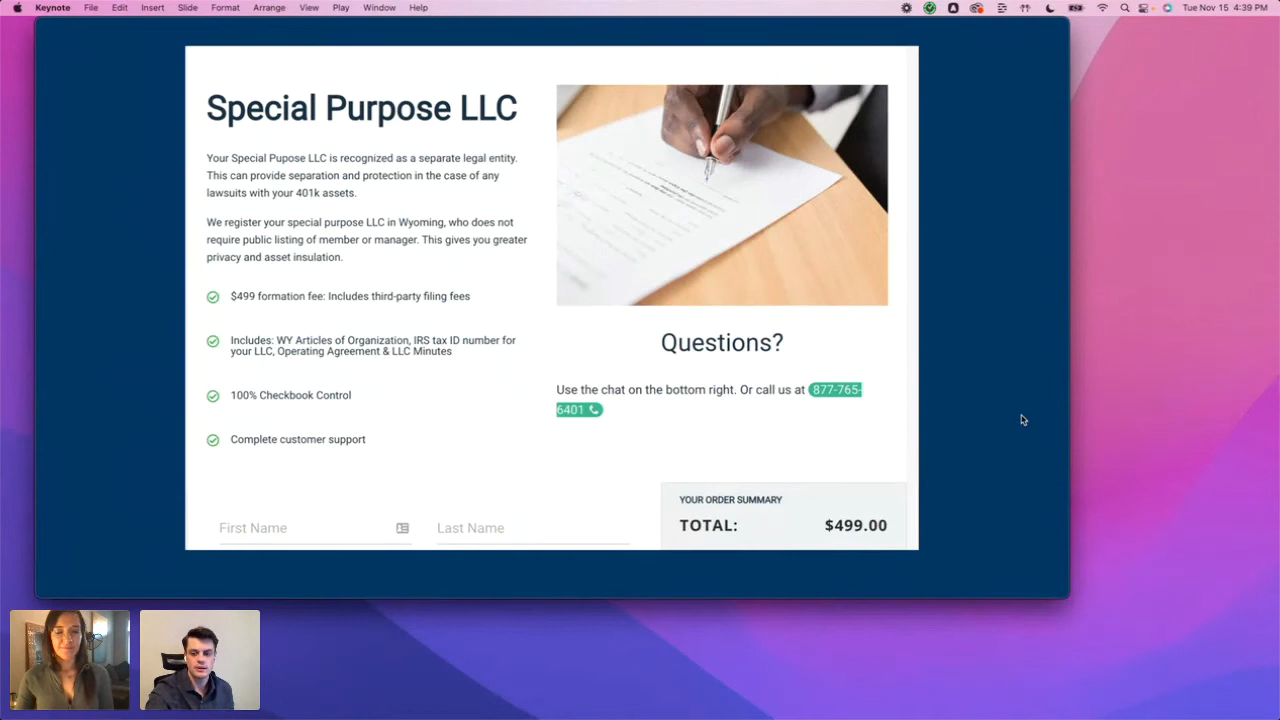 Keynote File Edit Insert Slide Format Arrange View Play Window Help Tue Nov 15 4:39 PM
Special Purpose LLC
Your Special Pupose LLC is recognized as a separate legal entity.
This can provide separation and protection in the case of any
lawsuits with your 401k assets.
We register your special purpose LLC in Wyoming, who does not
require public listing of member or manager. This gives you greater
privacy and asset insulation.
$499 formation fee: Includes third-party filing fees
Includes: WY Articles of Organization, IRS tax ID number for
your LLC, Operating Agreement & LLC Minutes
100% Checkbook Control
Complete customer support
Questions?
Use the chat on the bottom right. Or call us at 877-765-
6401
First Name
Last Name
YOUR ORDER SUMMARY
TOTAL: $499.00